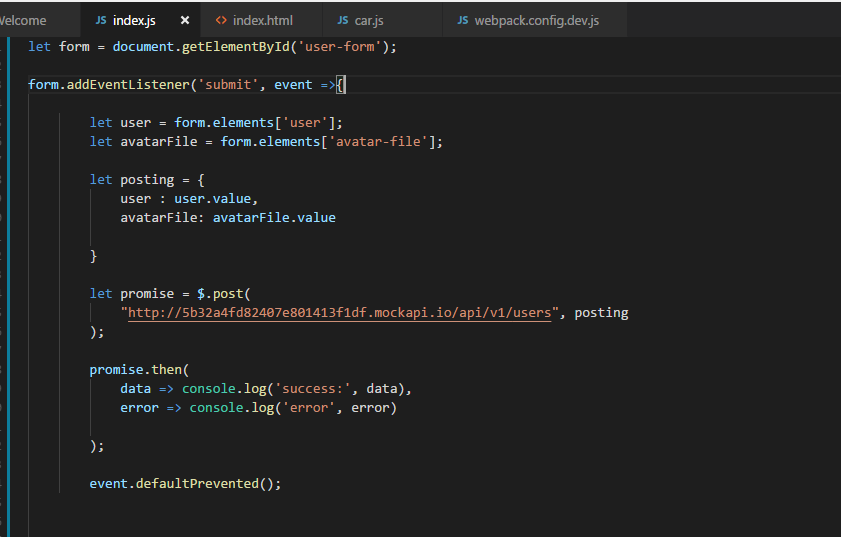 Welcome JS index.js × <> index.html JS car.js JS webpack.config.dev.js
let form = document.getElementById('user-form');
form.addEventListener('submit', event =>{
let user = form.elements['user'];
let avatarFile = form.elements['avatar-file'];
let posting = {
user : user.value,
avatarFile: avatarFile.value
}
let promise = $.post(
"http://5b32a4fd82407e801413f1df.mockapi.io/api/v1/users", posting
);
promise.then(
data => console.log('success:', data),
error => console.log('error', error)
);
event.defaultPrevented();